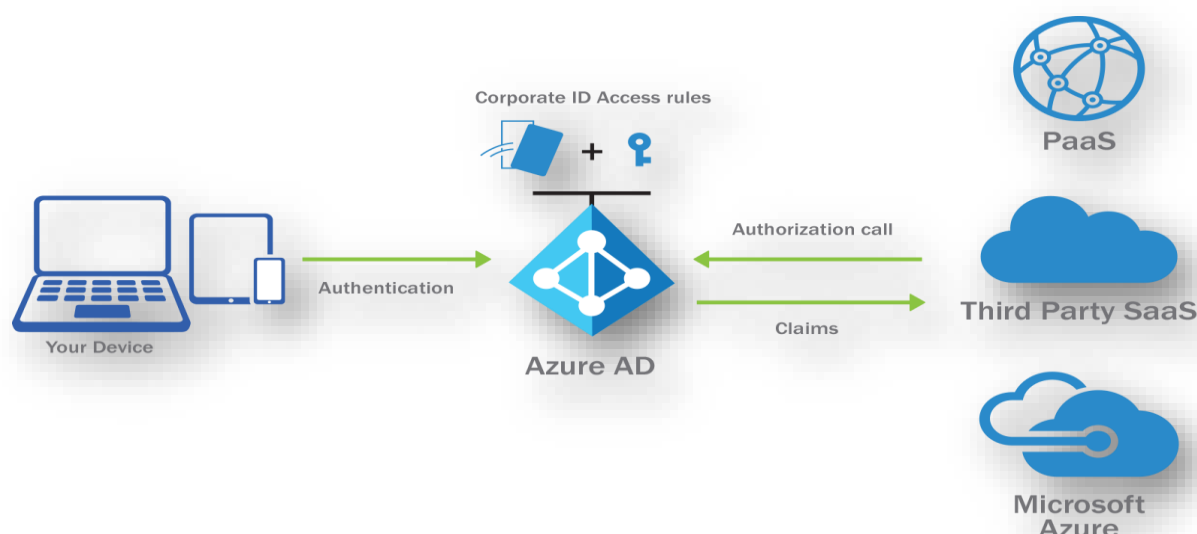 Corporate ID Access rules
+
PaaS
Authorization call
Authentication
Third Party SaaS
Claims
Your Device
Azure AD
Microsoft
Azure